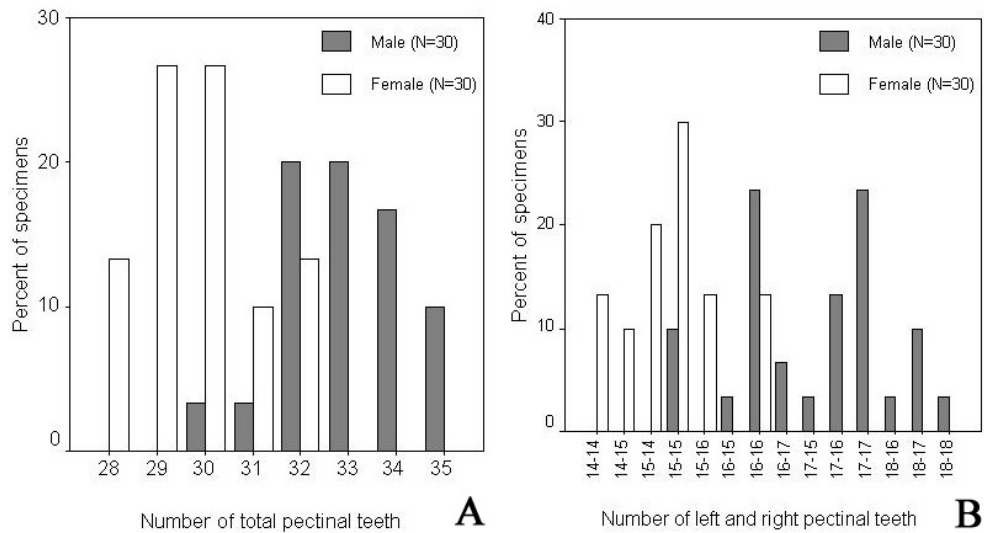 30
20
10
0
Percent of specimens
Male (N=30)
Female (N=30)
28 29 30 31 32 33 34 35
Number of total pectinal teeth
A
40
30
20
10
0
Percent of specimens
Male (N=30)
Female (N=30)
14-14 14-15 15-14 15-15 15-16 16-15 16-16 16-17 17-15 17-16 17-17 18-16 18-17 18-18
Number of left and right pectinal teeth
B